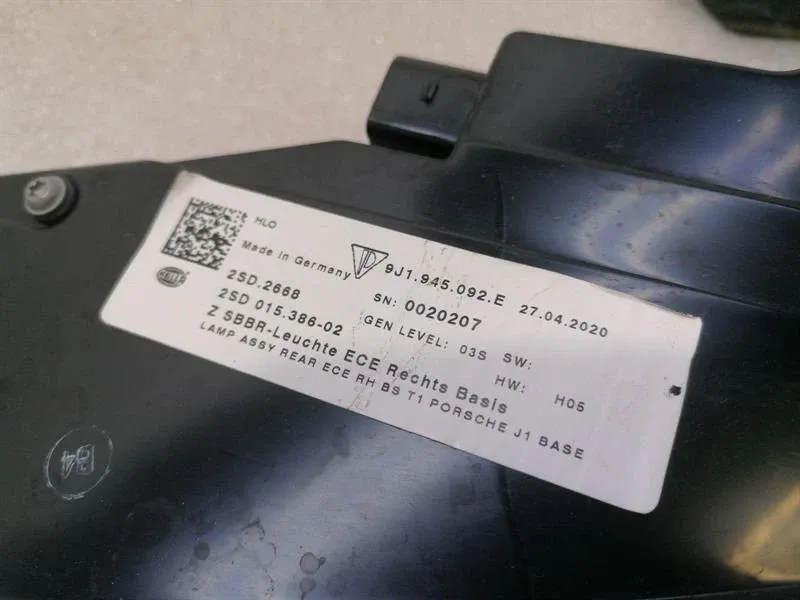 HLO
Made in Germany
9J1.945.092.E 27.04.2020
2SD.2668
SN: 0020207
2SD 015.386-02
GEN LEVEL: 03S SW:
HW: H05
Z SBBR-Leuchte ECE Rechts Basis
LAMP ASSY REAR ECE RH BS T1 PORSCHE J1 BASE